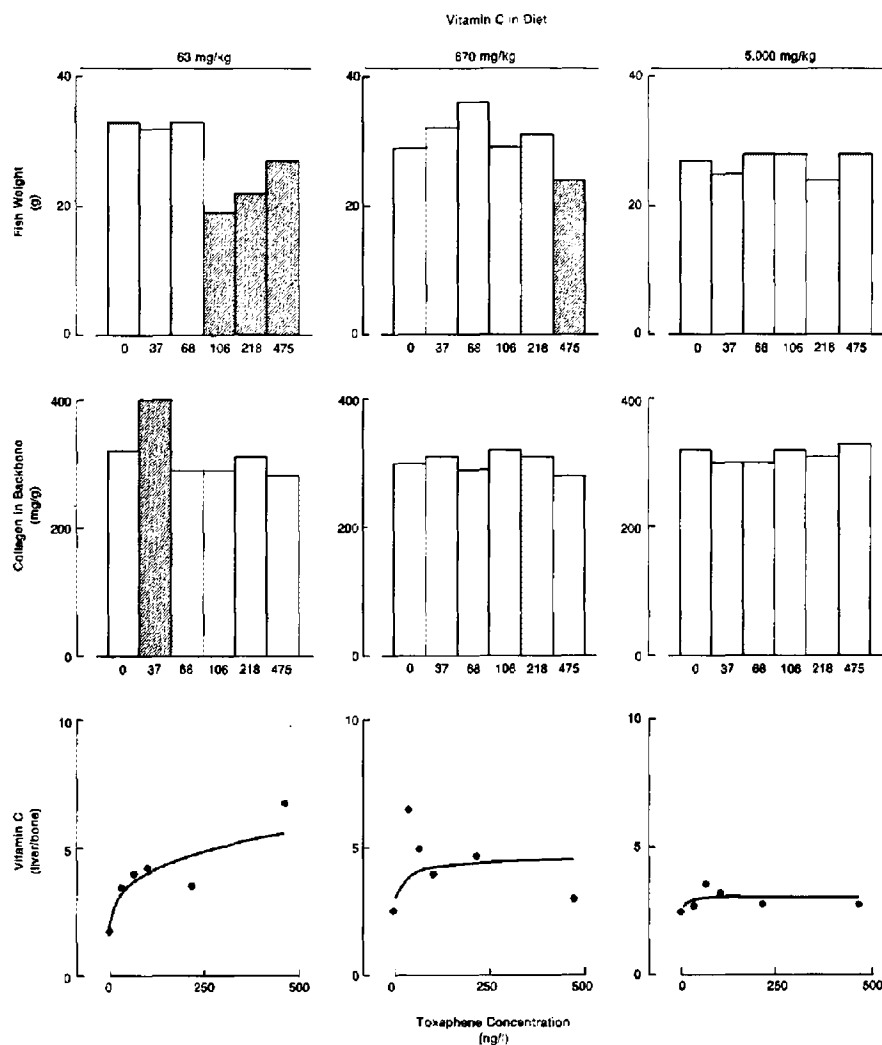 Vitamin C in Diet
63 mg/kg 670 mg/kg 5.000 mg/kg
Fish Weight
(g)
40 40 40
20 20 20
0 0 0
0 37 68 106 218 475 0 37 68 106 218 475 0 37 68 106 218 475
Collagen in Backbone
(mg/g)
400 400 400
200 200 200
0 0 0
0 37 68 106 218 475 0 37 68 106 218 475 0 37 68 106 218 475
Vitamin C
(liver/bone)
10 10 10
5 5 5
0 0 0
0 250 500 0 250 500 0 250 500
Toxaphene Concentration
(ng/l)